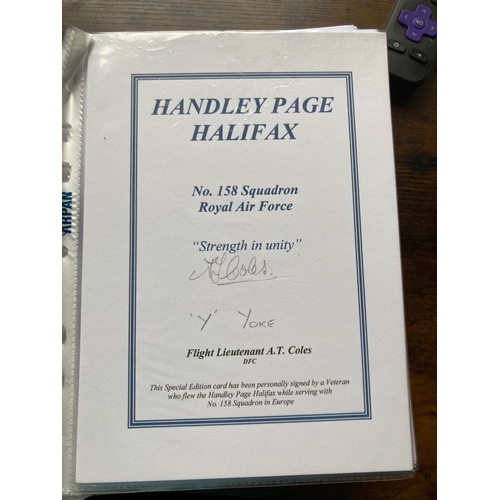 HANDLEY PAGE
HALIFAX
No. 158 Squadron
Royal Air Force
"Strength in unity"
A T Coles.
'Y' YOKE
Flight Lieutenant A.T. Coles
DFC
This Special Edition card has been personally signed by a Veteran
who flew the Handley Page Halifax while serving with
No. 158 Squadron in Europe
ARPAN